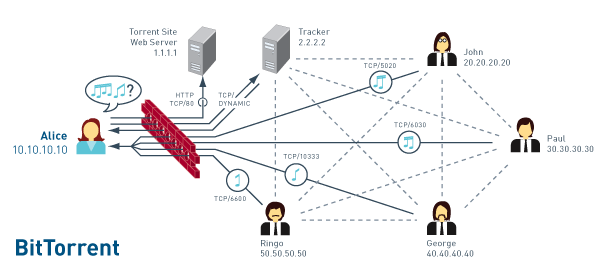 Torrent Site
Web Server
1.1.1.1
Tracker
2.2.2.2
John
20.20.20.20
TCP/5020
HTTP
TCP/80
TCP/
DYNAMIC
?
Alice
10.10.10.10
TCP/6030
Paul
30.30.30.30
TCP/10333
TCP/6600
Ringo
50.50.50.50
George
40.40.40.40
BitTorrent